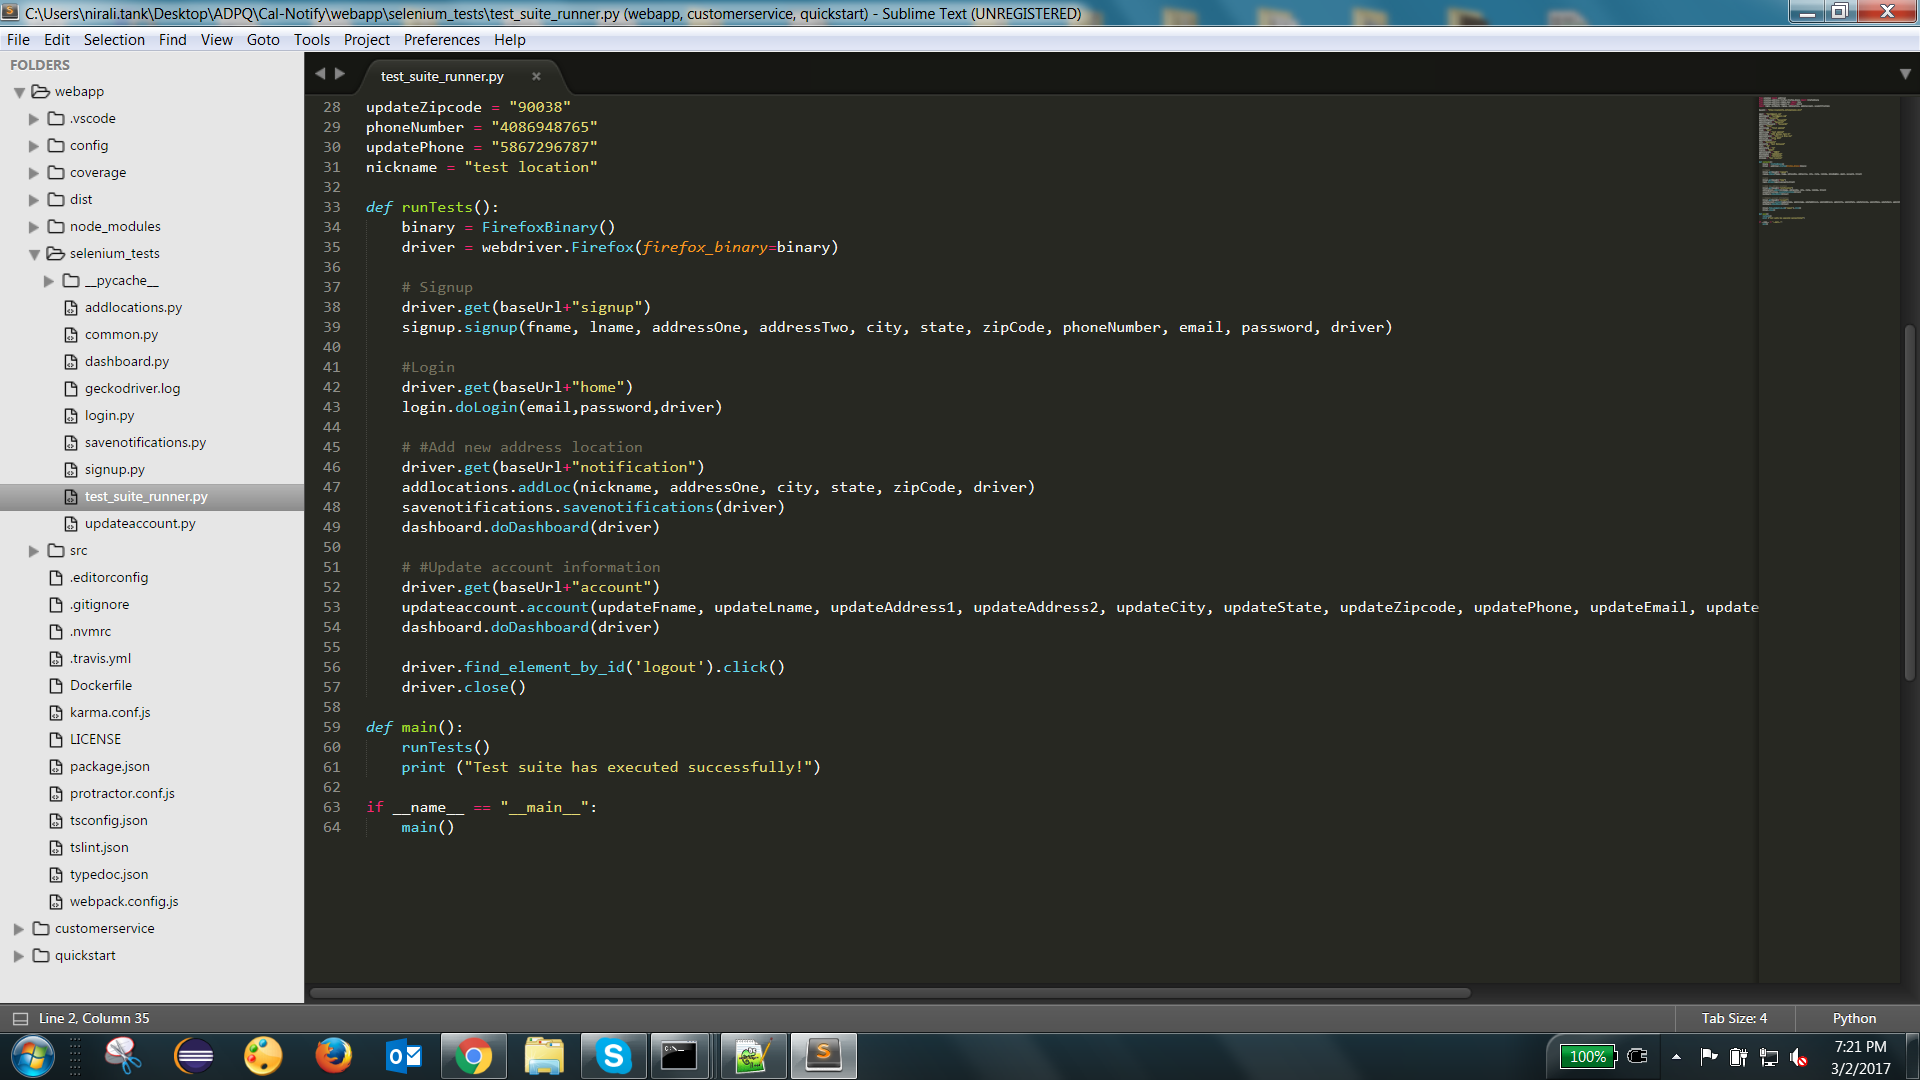 C:\Users\nirali.tank\Desktop\ADPQ\Cal-Notify\webapp\selenium_tests\test_suite_runner.py (webapp, customerservice, quickstart) - Sublime Text (UNREGISTERED)
File Edit Selection Find View Goto Tools Project Preferences Help
FOLDERS
webapp
.vscode
config
coverage
dist
node_modules
selenium_tests
__pycache__
addlocations.py
common.py
dashboard.py
geckodriver.log
login.py
savenotifications.py
signup.py
test_suite_runner.py
updateaccount.py
src
.editorconfig
.gitignore
.nvmrc
.travis.yml
Dockerfile
karma.conf.js
LICENSE
package.json
protractor.conf.js
tsconfig.json
tslint.json
typedoc.json
webpack.config.js
customerservice
quickstart
test_suite_runner.py
28 updateZipcode = "90038"
29 phoneNumber = "4086948765"
30 updatePhone = "5867296787"
31 nickname = "test location"
32
33 def runTests():
34     binary = FirefoxBinary()
35     driver = webdriver.Firefox(firefox_binary=binary)
36
37     # Signup
38     driver.get(baseUrl+"signup")
39     signup.signup(fname, lname, addressOne, addressTwo, city, state, zipCode, phoneNumber, email, password, driver)
40
41     #Login
42     driver.get(baseUrl+"home")
43     login.doLogin(email,password,driver)
44
45     # #Add new address location
46     driver.get(baseUrl+"notification")
47     addlocations.addLoc(nickname, addressOne, city, state, zipCode, driver)
48     savenotifications.savenotifications(driver)
49     dashboard.doDashboard(driver)
50
51     # #Update account information
52     driver.get(baseUrl+"account")
53     updateaccount.account(updateFname, updateLname, updateAddress1, updateAddress2, updateCity, updateState, updateZipcode, updatePhone, updateEmail, update
54     dashboard.doDashboard(driver)
55
56     driver.find_element_by_id('logout').click()
57     driver.close()
58
59 def main():
60     runTests()
61     print ("Test suite has executed successfully!")
62
63 if __name__ == "__main__":
64     main()
Line 2, Column 35
Tab Size: 4
Python
100%
7:21 PM
3/2/2017